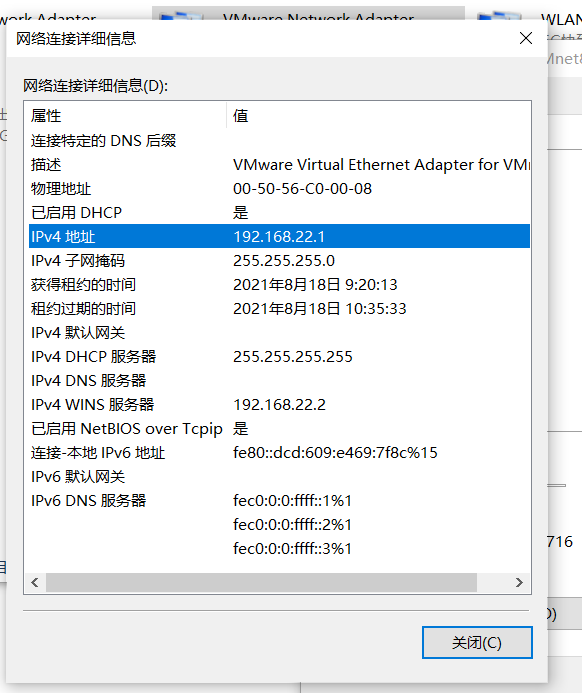 work Adapter
VMware Network Adapter
WLAN
网络连接详细信息
网络连接详细信息(D):
属性 值
连接特定的 DNS 后缀
描述 VMware Virtual Ethernet Adapter for VM
物理地址 00-50-56-C0-00-08
已启用 DHCP 是
IPv4 地址 192.168.22.1
IPv4 子网掩码 255.255.255.0
获得租约的时间 2021年8月18日 9:20:13
租约过期的时间 2021年8月18日 10:35:33
IPv4 默认网关
IPv4 DHCP 服务器 255.255.255.255
IPv4 DNS 服务器
IPv4 WINS 服务器 192.168.22.2
已启用 NetBIOS over Tcpip 是
连接-本地 IPv6 地址 fe80::dcd:609:e469:7f8c%15
IPv6 默认网关
IPv6 DNS 服务器 fec0:0:0:ffff::1%1
fec0:0:0:ffff::2%1
fec0:0:0:ffff::3%1
716
关闭(C)